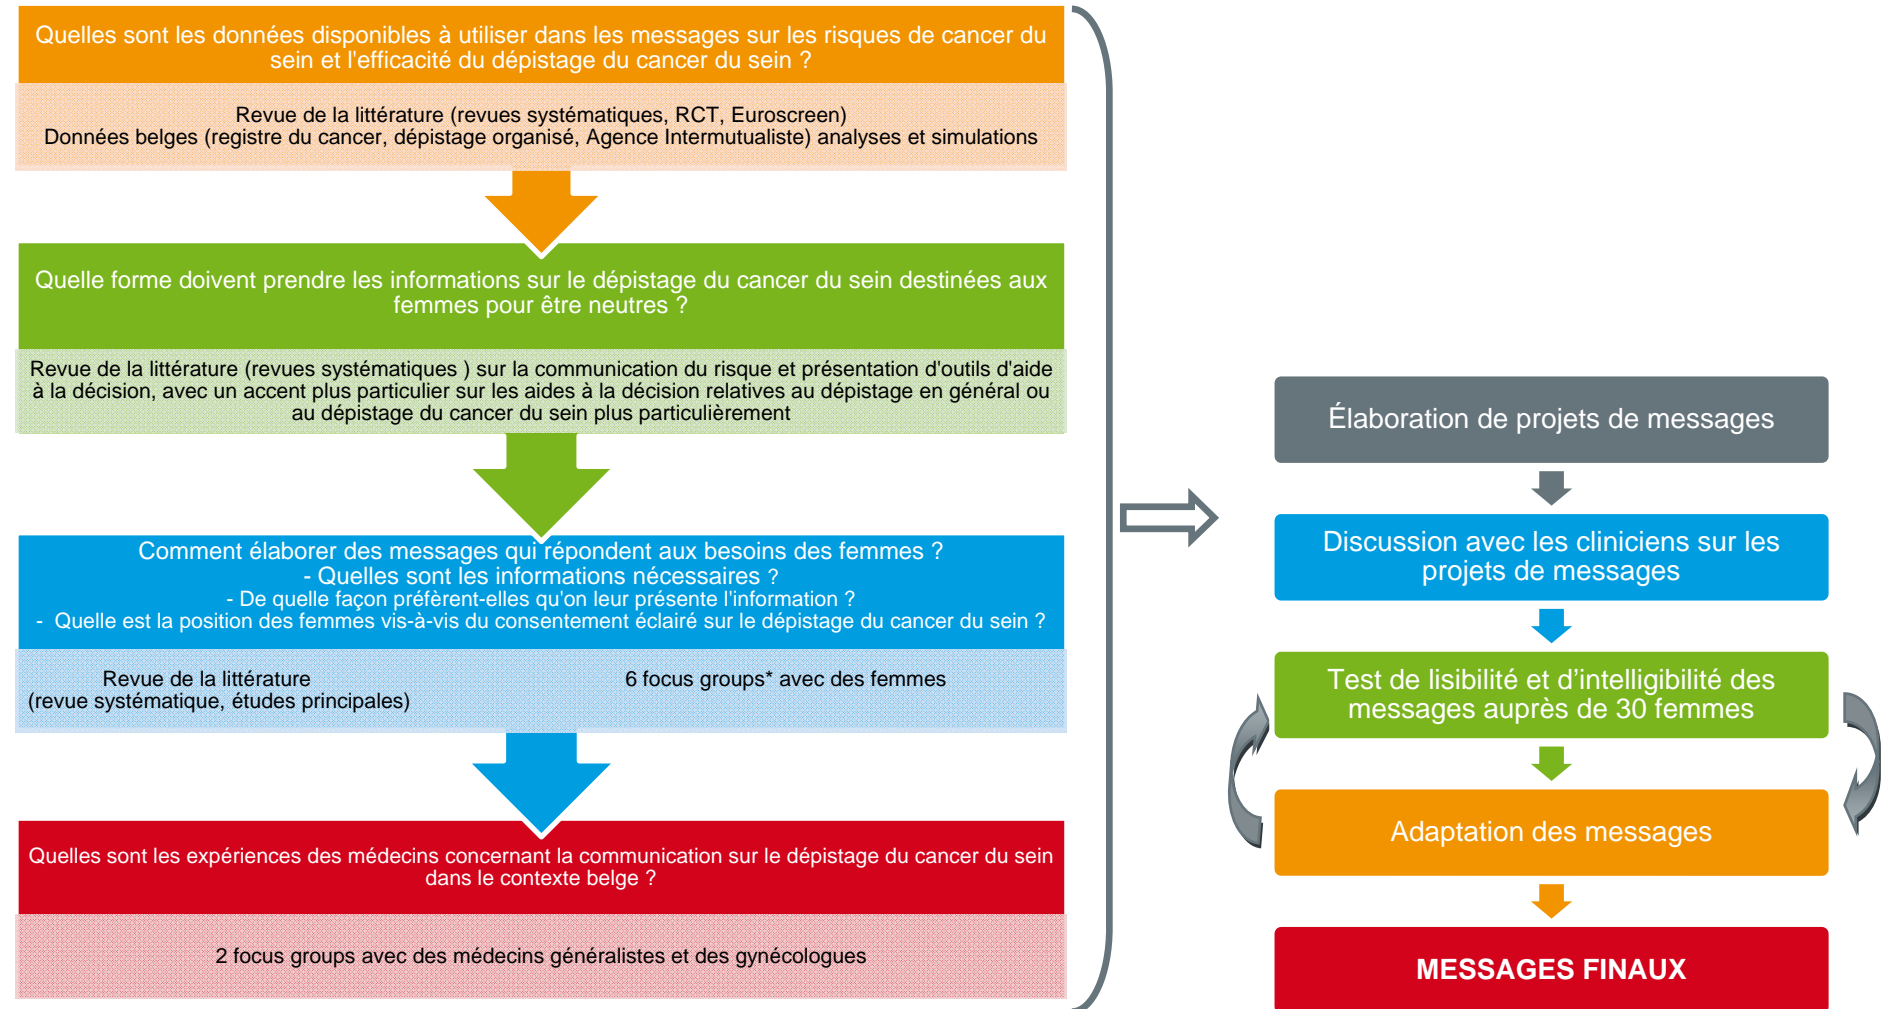 Quelles sont les données disponibles à utiliser dans les messages sur les risques de cancer du
sein et l'efficacité du dépistage du cancer du sein ?
Revue de la littérature (revues systématiques, RCT, Euroscreen)
Données belges (registre du cancer, dépistage organisé, Agence Intermutualiste) analyses et simulations
Quelle forme doivent prendre les informations sur le dépistage du cancer du sein destinées aux
femmes pour être neutres ?
Revue de la littérature (revues systématiques ) sur la communication du risque et présentation d'outils d'aide
à la décision, avec un accent plus particulier sur les aides à la décision relatives au dépistage en général ou
au dépistage du cancer du sein plus particulièrement
Comment élaborer des messages qui répondent aux besoins des femmes ?
- Quelles sont les informations nécessaires ?
- De quelle façon préfèrent-elles qu'on leur présente l'information ?
- Quelle est la position des femmes vis-à-vis du consentement éclairé sur le dépistage du cancer du sein ?
Revue de la littérature
(revue systématique, études principales)
6 focus groups* avec des femmes
Quelles sont les expériences des médecins concernant la communication sur le dépistage du cancer du sein
dans le contexte belge ?
2 focus groups avec des médecins généralistes et des gynécologues
Élaboration de projets de messages
Discussion avec les cliniciens sur les
projets de messages
Test de lisibilité et d’intelligibilité des
messages auprès de 30 femmes
Adaptation des messages
MESSAGES FINAUX